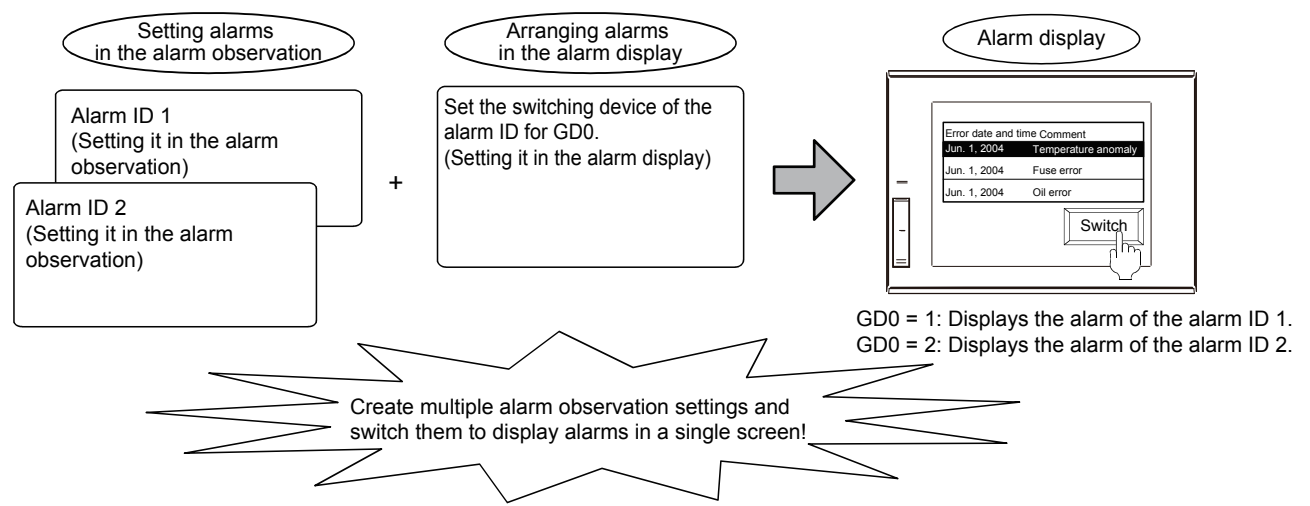 Setting alarms
in the alarm observation
Alarm ID 1
(Setting it in the alarm
observation)
Alarm ID 2
(Setting it in the alarm
observation)
+
Arranging alarms
in the alarm display
Set the switching device of the
alarm ID for GD0.
(Setting it in the alarm display)
Alarm display
Error date and time Comment
Jun. 1, 2004 Temperature anomaly
Jun. 1, 2004 Fuse error
Jun. 1, 2004 Oil error
Switch
GD0 = 1: Displays the alarm of the alarm ID 1.
GD0 = 2: Displays the alarm of the alarm ID 2.
Create multiple alarm observation settings and
switch them to display alarms in a single screen!